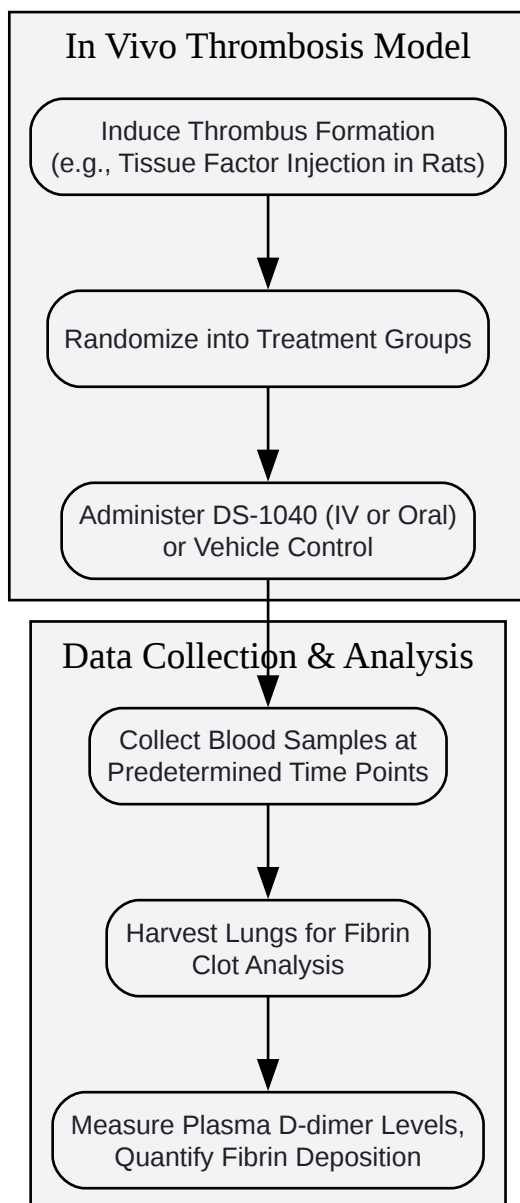 In Vivo Thrombosis Model
Induce Thrombus Formation
(e.g., Tissue Factor Injection in Rats)
Randomize into Treatment Groups
Administer DS-1040 (IV or Oral)
or Vehicle Control
Data Collection & Analysis
Collect Blood Samples at
Predetermined Time Points
Harvest Lungs for Fibrin
Clot Analysis
Measure Plasma D-dimer Levels,
Quantify Fibrin Deposition